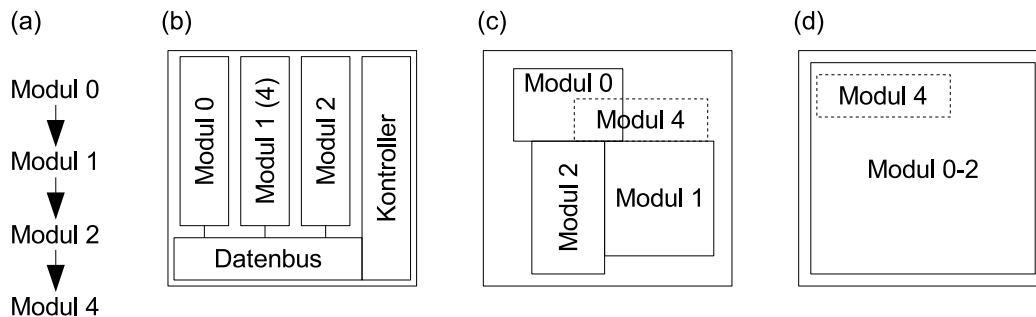 (a)
Modul 0
Modul 1
Modul 2
Modul 4
(b)
Modul 0
Modul 1 (4)
Modul 2
Kontroller
Datenbus
(c)
Modul 0
Modul 4
Modul 2
Modul 1
(d)
Modul 4
Modul 0-2